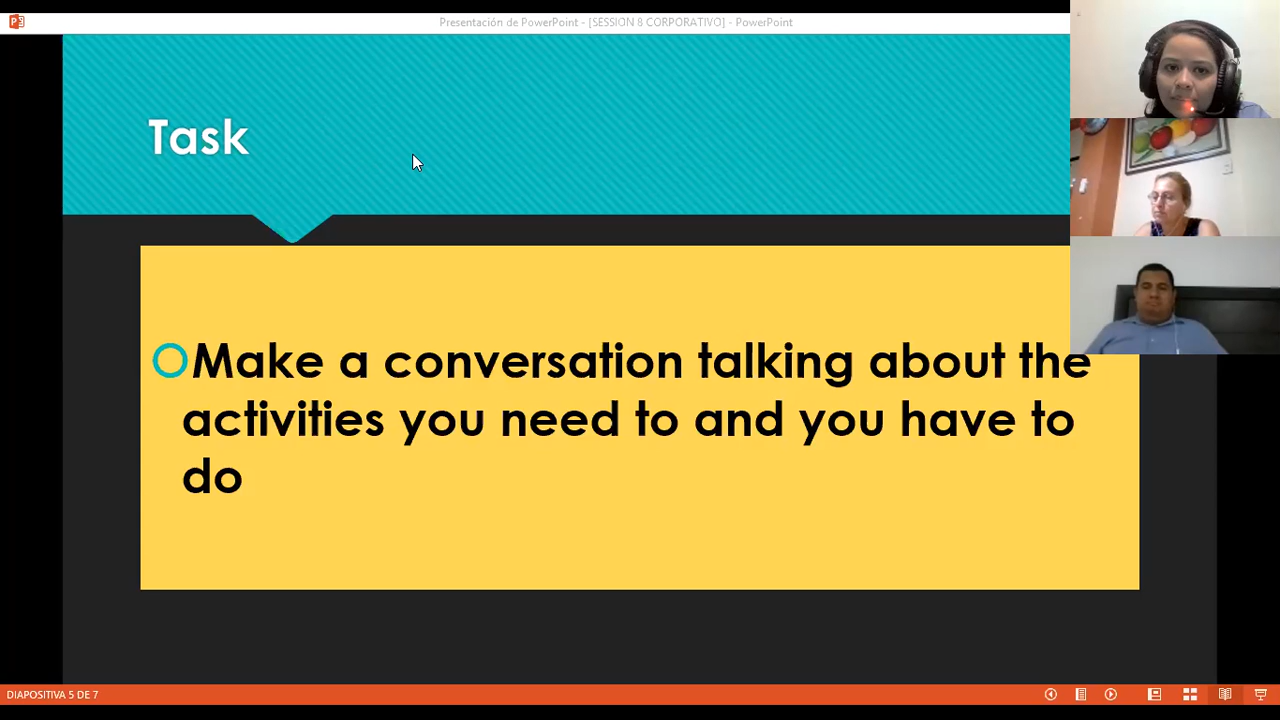 Presentación de PowerPoint - [SESSION 8 CORPORATIVO] - PowerPoint
Task
Make a conversation talking about the
activities you need to and you have to
do
DIAPOSITIVA 5 DE 7